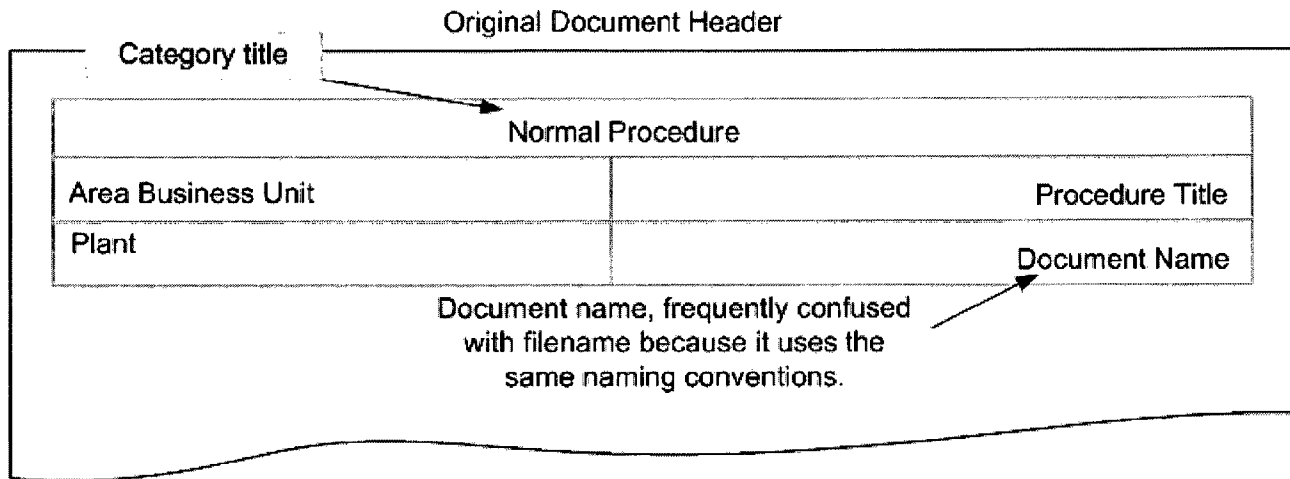 Original Document Header
Category title
Normal Procedure
Area Business Unit
Procedure Title
Plant
Document Name
Document name, frequently confused
with filename because it uses the
same naming conventions.